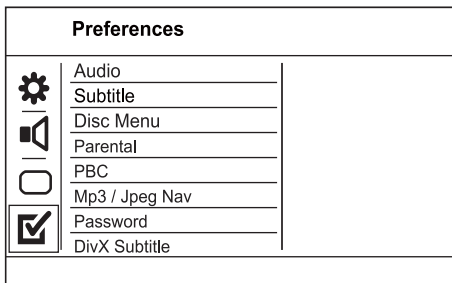 Preferences
Audio
Subtitle
Disc Menu
Parental
PBC
Mp3 / Jpeg Nav
Password
DivX Subtitle